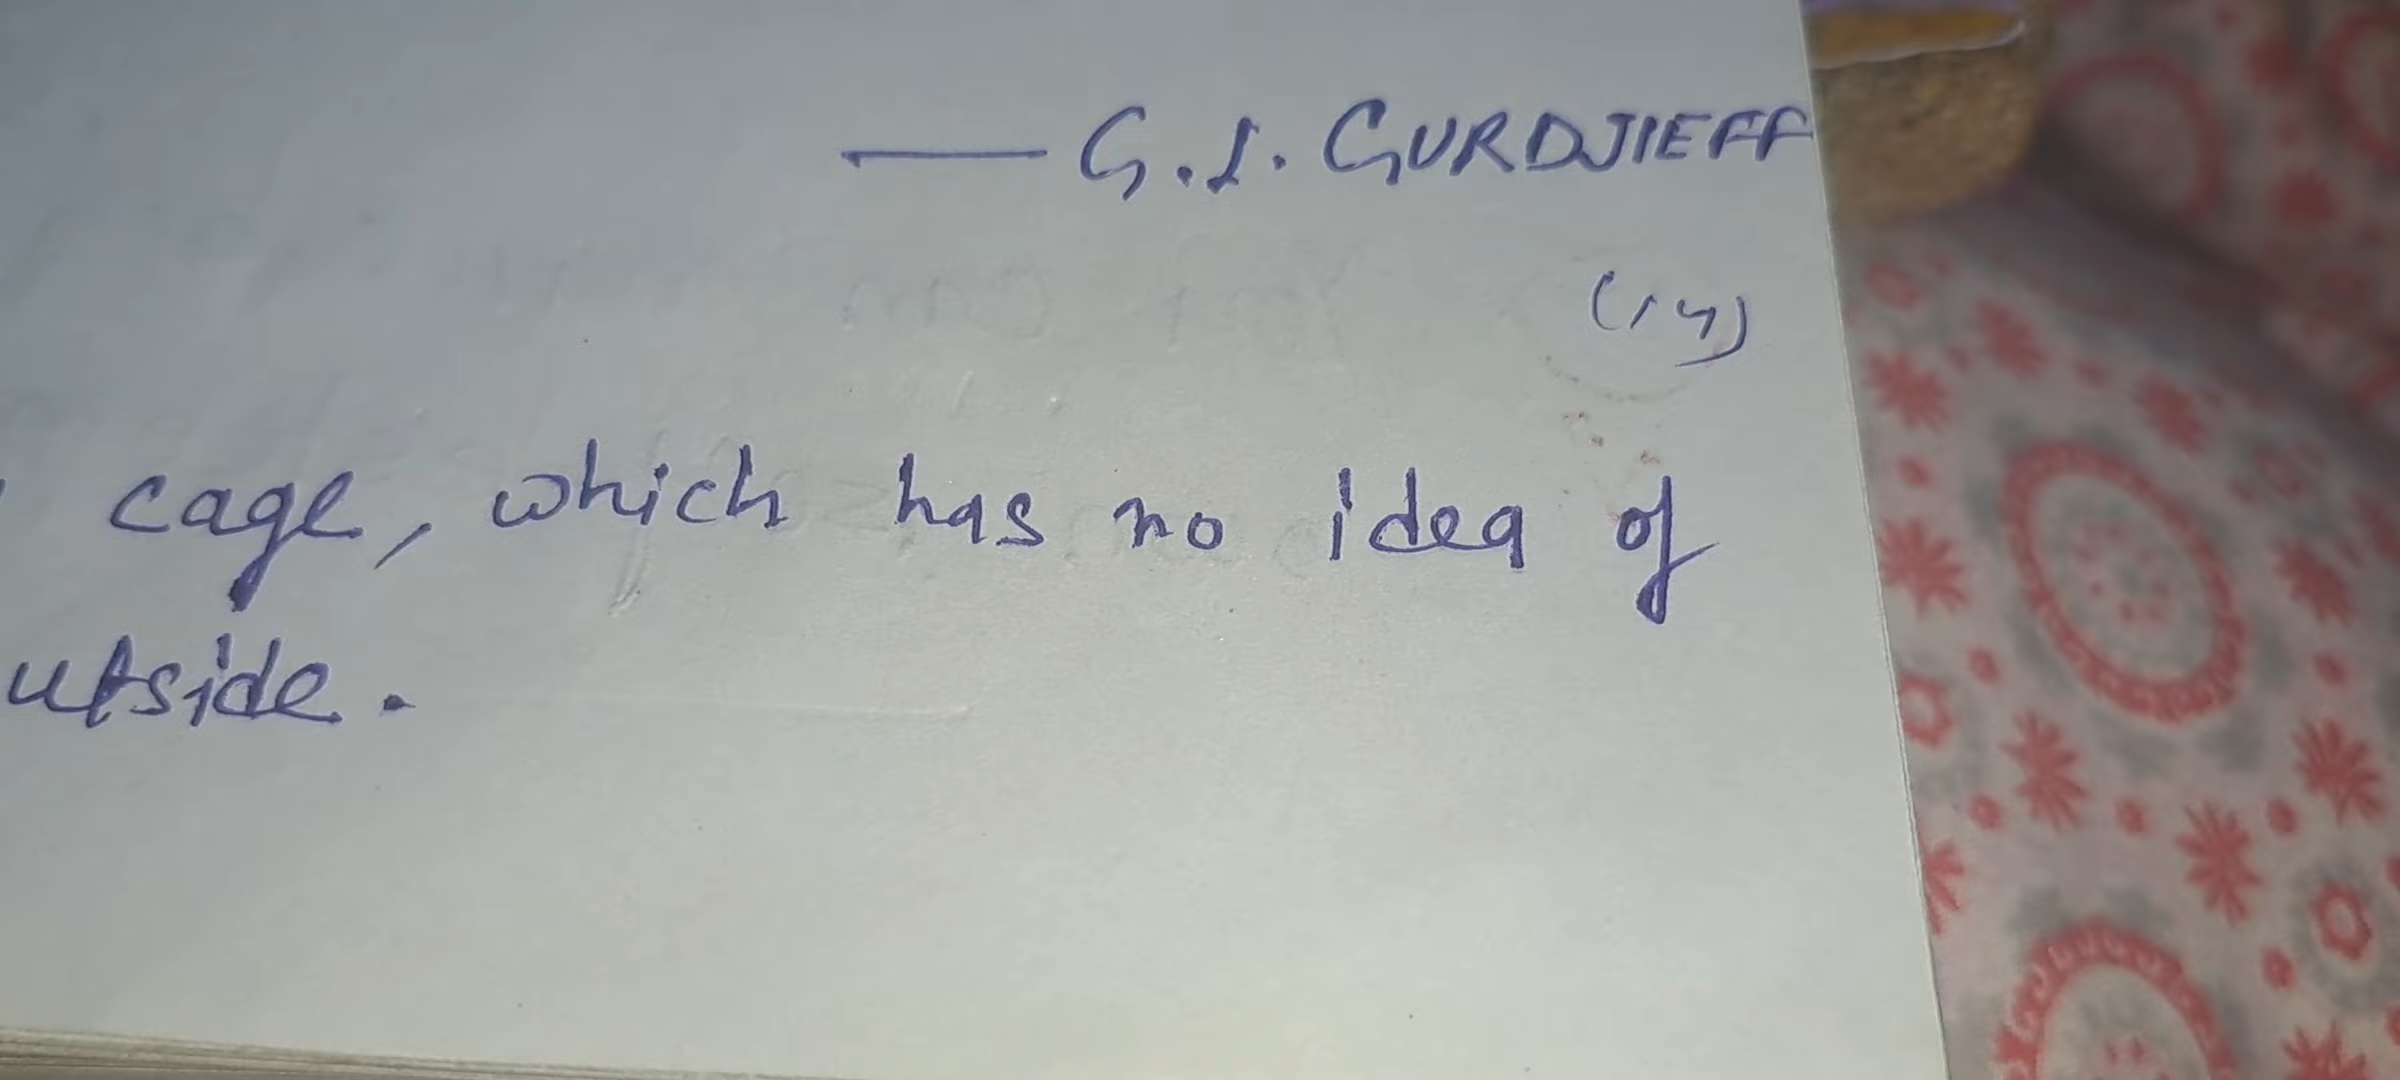 — G.I. GURDJIEFF
(14)
cage, which has no idea of
utside.